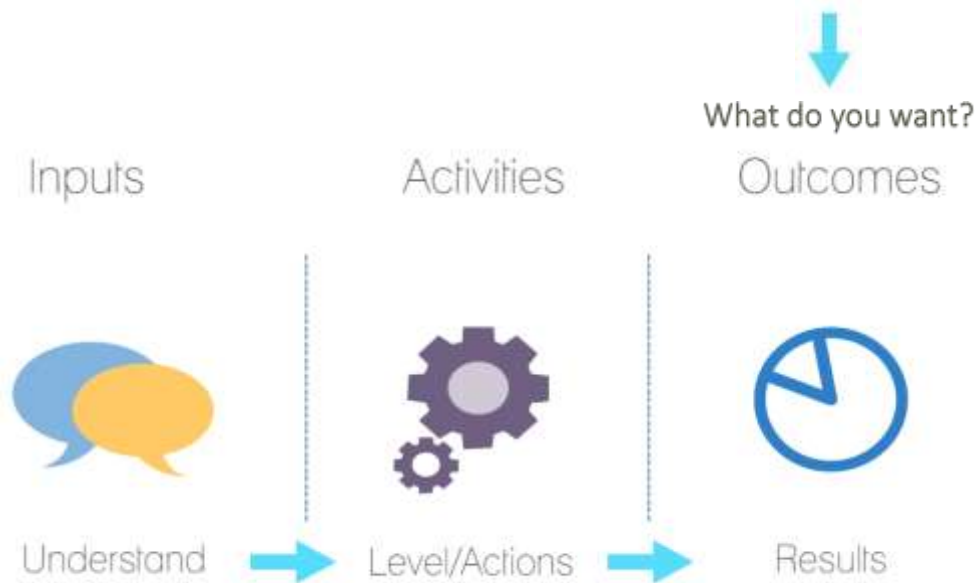 What do you want?
Inputs Activities Outcomes
Understand Level/Actions Results